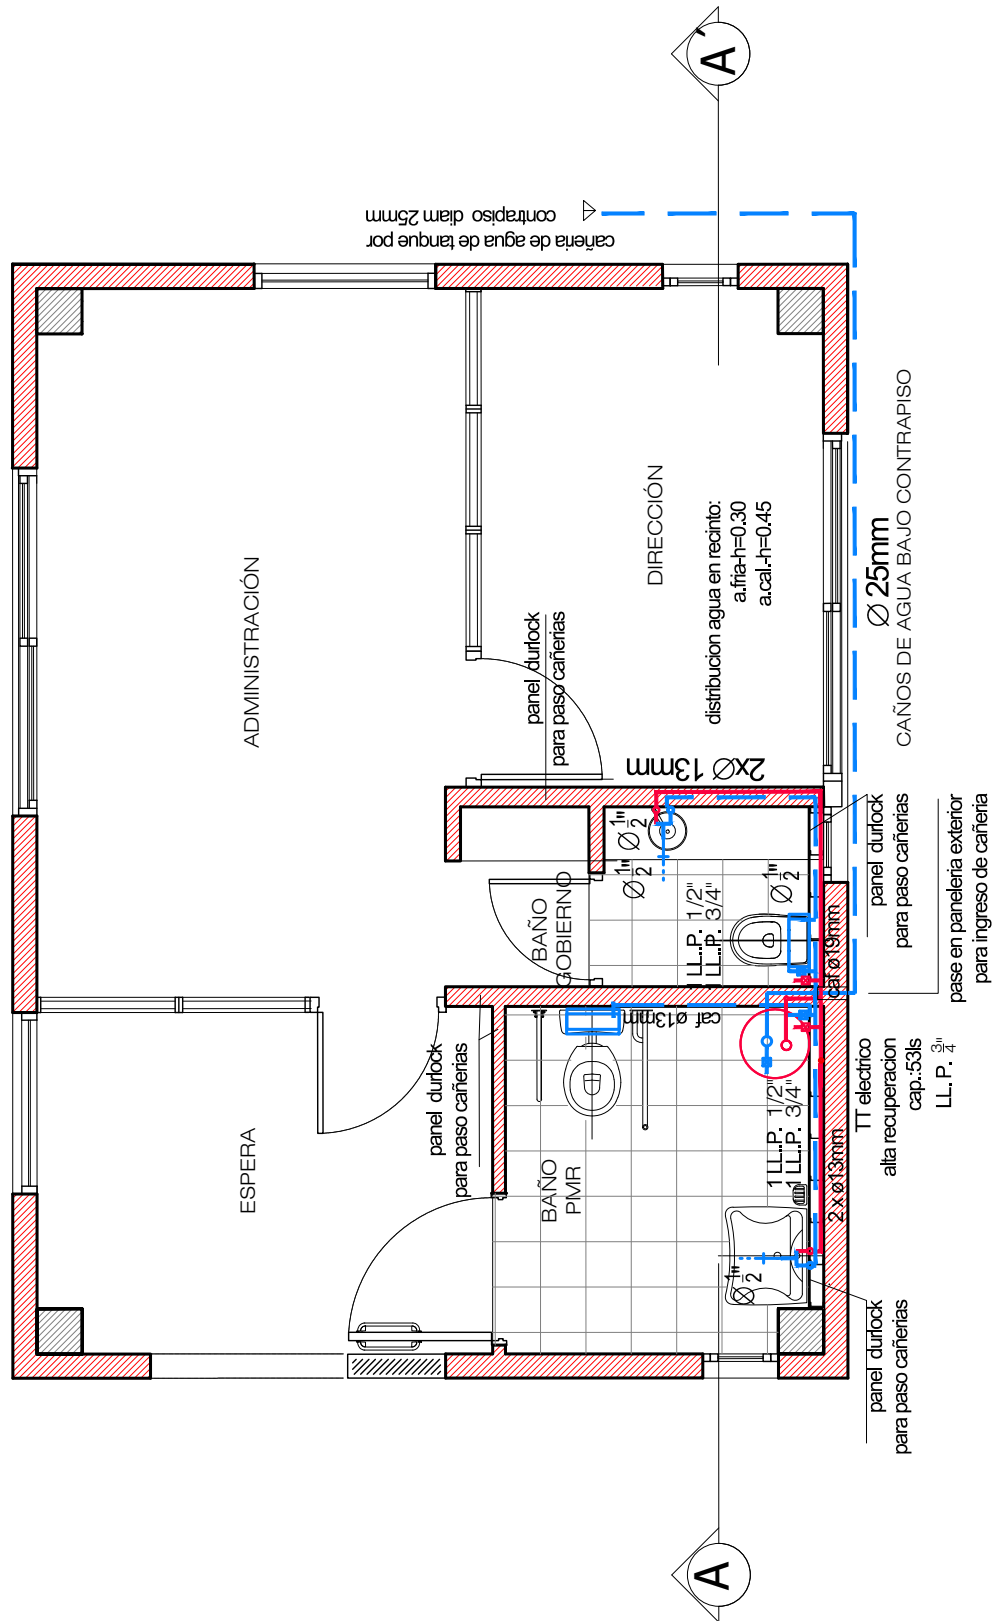 A'
cañeria de agua de tanque por
contrapiso diam 25mm
ADMINISTRACIÓN
DIRECCIÓN
distribucion agua en recinto:
a.fria-h=0.30
a.cal.-h=0.45
Ø 25mm
CAÑOS DE AGUA BAJO CONTRAPISO
panel durlock
para paso cañerias
2xØ 13mm
Ø 1/2"
Ø 1/2"
Ø 1/2"
BAÑO
GOBIERNO
1 LL.P. 1/2"
1 LL.P. 3/4"
caf ø19mm
panel durlock
para paso cañerias
pase en paneleria exterior
para ingreso de cañeria
caf ø13mm
ESPERA
panel durlock
para paso cañerias
BAÑO
PMR
1 LL.P. 1/2"
1 LL.P. 3/4"
2 x ø13mm
TT electrico
alta recuperacion
cap.:53ls
LL. P. 3/4"
Ø 1/2"
panel durlock
para paso cañerias
A